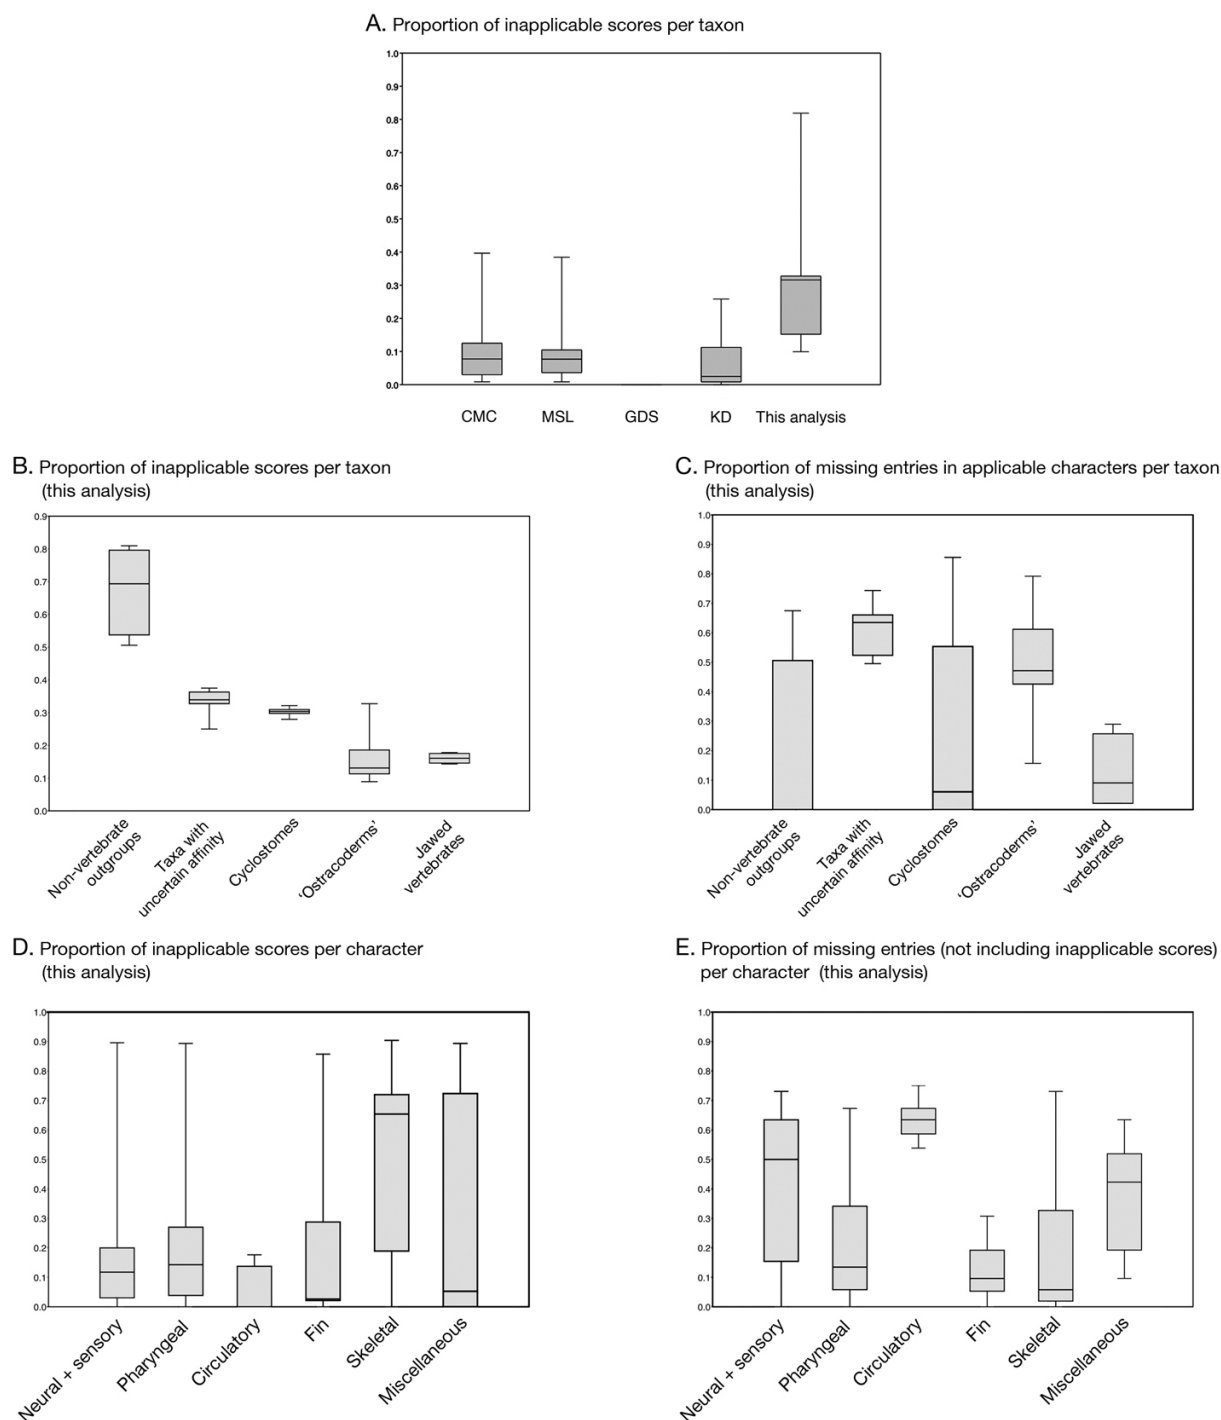 A. Proportion of inapplicable scores per taxon
1.0
0.9
0.8
0.7
0.6
0.5
0.4
0.3
0.2
0.1
0.0
CMC MSL GDS KD This analysis
B. Proportion of inapplicable scores per taxon
(this analysis)
0.9
0.8
0.7
0.6
0.5
0.4
0.3
0.2
0.1
0.0
Non-vertebrate
outgroups
Taxa with
uncertain affinity
Cyclostomes
‘Ostracoderms’
Jawed
vertebrates
C. Proportion of missing entries in applicable characters per taxon
(this analysis)
1.0
0.9
0.8
0.7
0.6
0.5
0.4
0.3
0.2
0.1
0.0
Non-vertebrate
outgroups
Taxa with
uncertain affinity
Cyclostomes
‘Ostracoderms’
Jawed
vertebrates
D. Proportion of inapplicable scores per character
(this analysis)
1.0
0.9
0.8
0.7
0.6
0.5
0.4
0.3
0.2
0.1
0.0
Neural + sensory
Pharyngeal
Circulatory
Fin
Skeletal
Miscellaneous
E. Proportion of missing entries (not including inapplicable scores)
per character (this analysis)
1.0
0.9
0.8
0.7
0.6
0.5
0.4
0.3
0.2
0.1
0.0
Neural + sensory
Pharyngeal
Circulatory
Fin
Skeletal
Miscellaneous